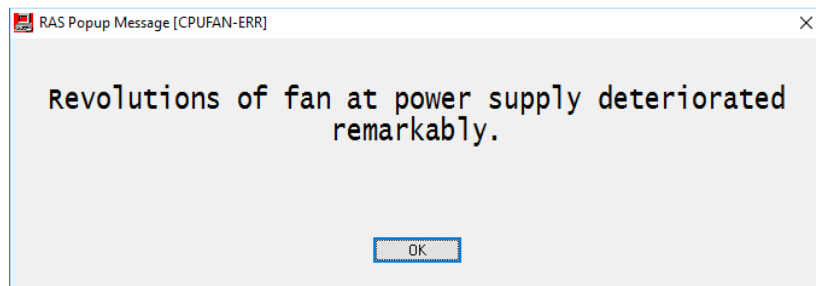 RAS Popup Message [CPUFAN-ERR]
Revolutions of fan at power supply deteriorated
remarkably.
OK